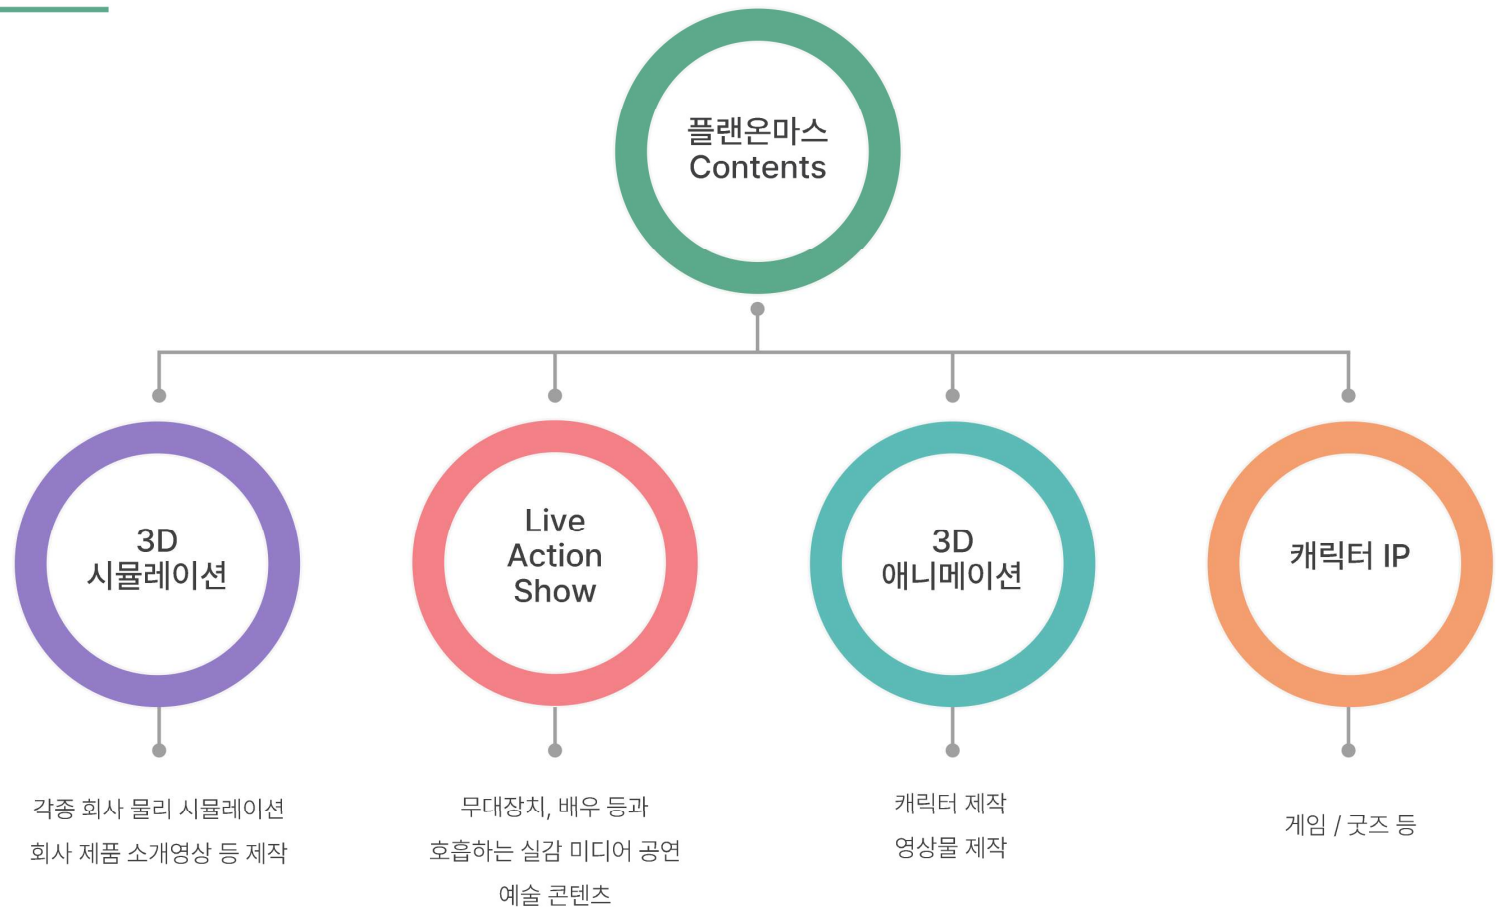 플랜온마스
Contents
3D
시뮬레이션
Live
Action
Show
3D
애니메이션
캐릭터 IP
각종 회사 물리 시뮬레이션
회사 제품 소개영상 등 제작
무대장치, 배우 등과
호흡하는 실감 미디어 공연
예술 콘텐츠
캐릭터 제작
영상물 제작
게임 / 굿즈 등